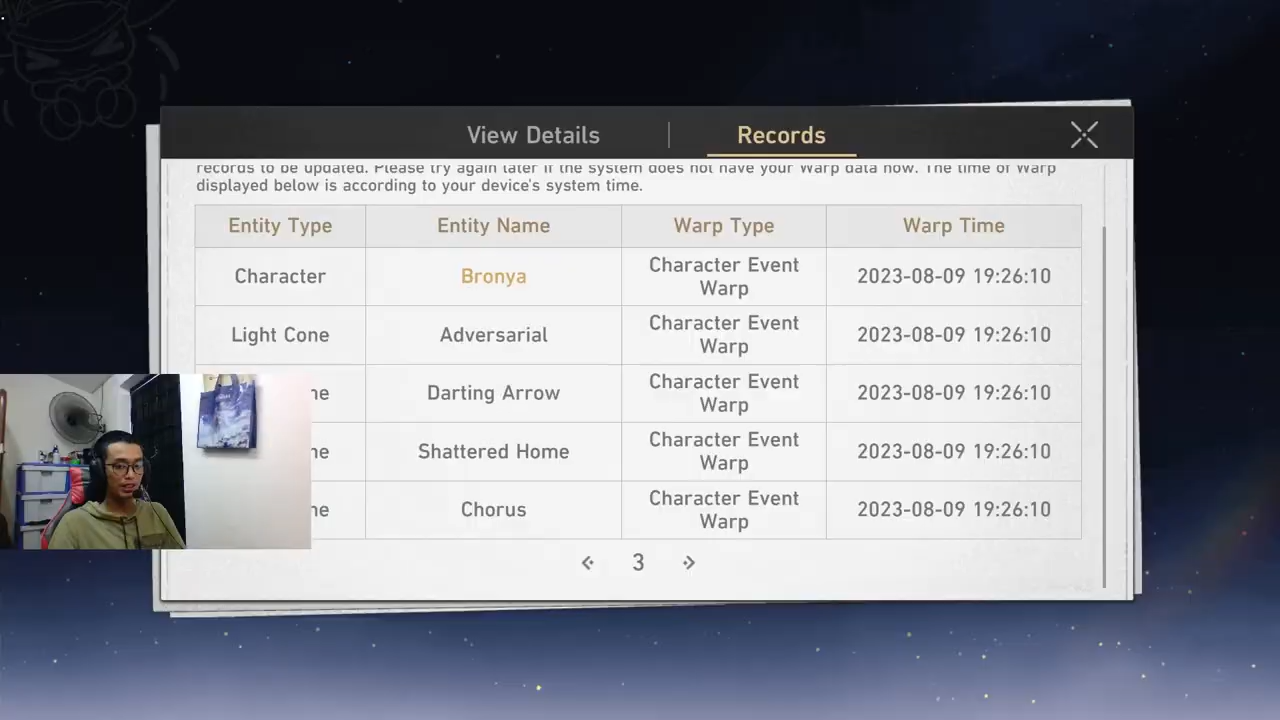 View Details
Records
records to be updated. Please try again later if the system does not have your Warp data now. The time of Warp
displayed below is according to your device's system time.
Entity Type Entity Name Warp Type Warp Time
Character Bronya Character Event Warp 2023-08-09 19:26:10
Light Cone Adversarial Character Event Warp 2023-08-09 19:26:10
ne Darting Arrow Character Event Warp 2023-08-09 19:26:10
ne Shattered Home Character Event Warp 2023-08-09 19:26:10
ne Chorus Character Event Warp 2023-08-09 19:26:10
3